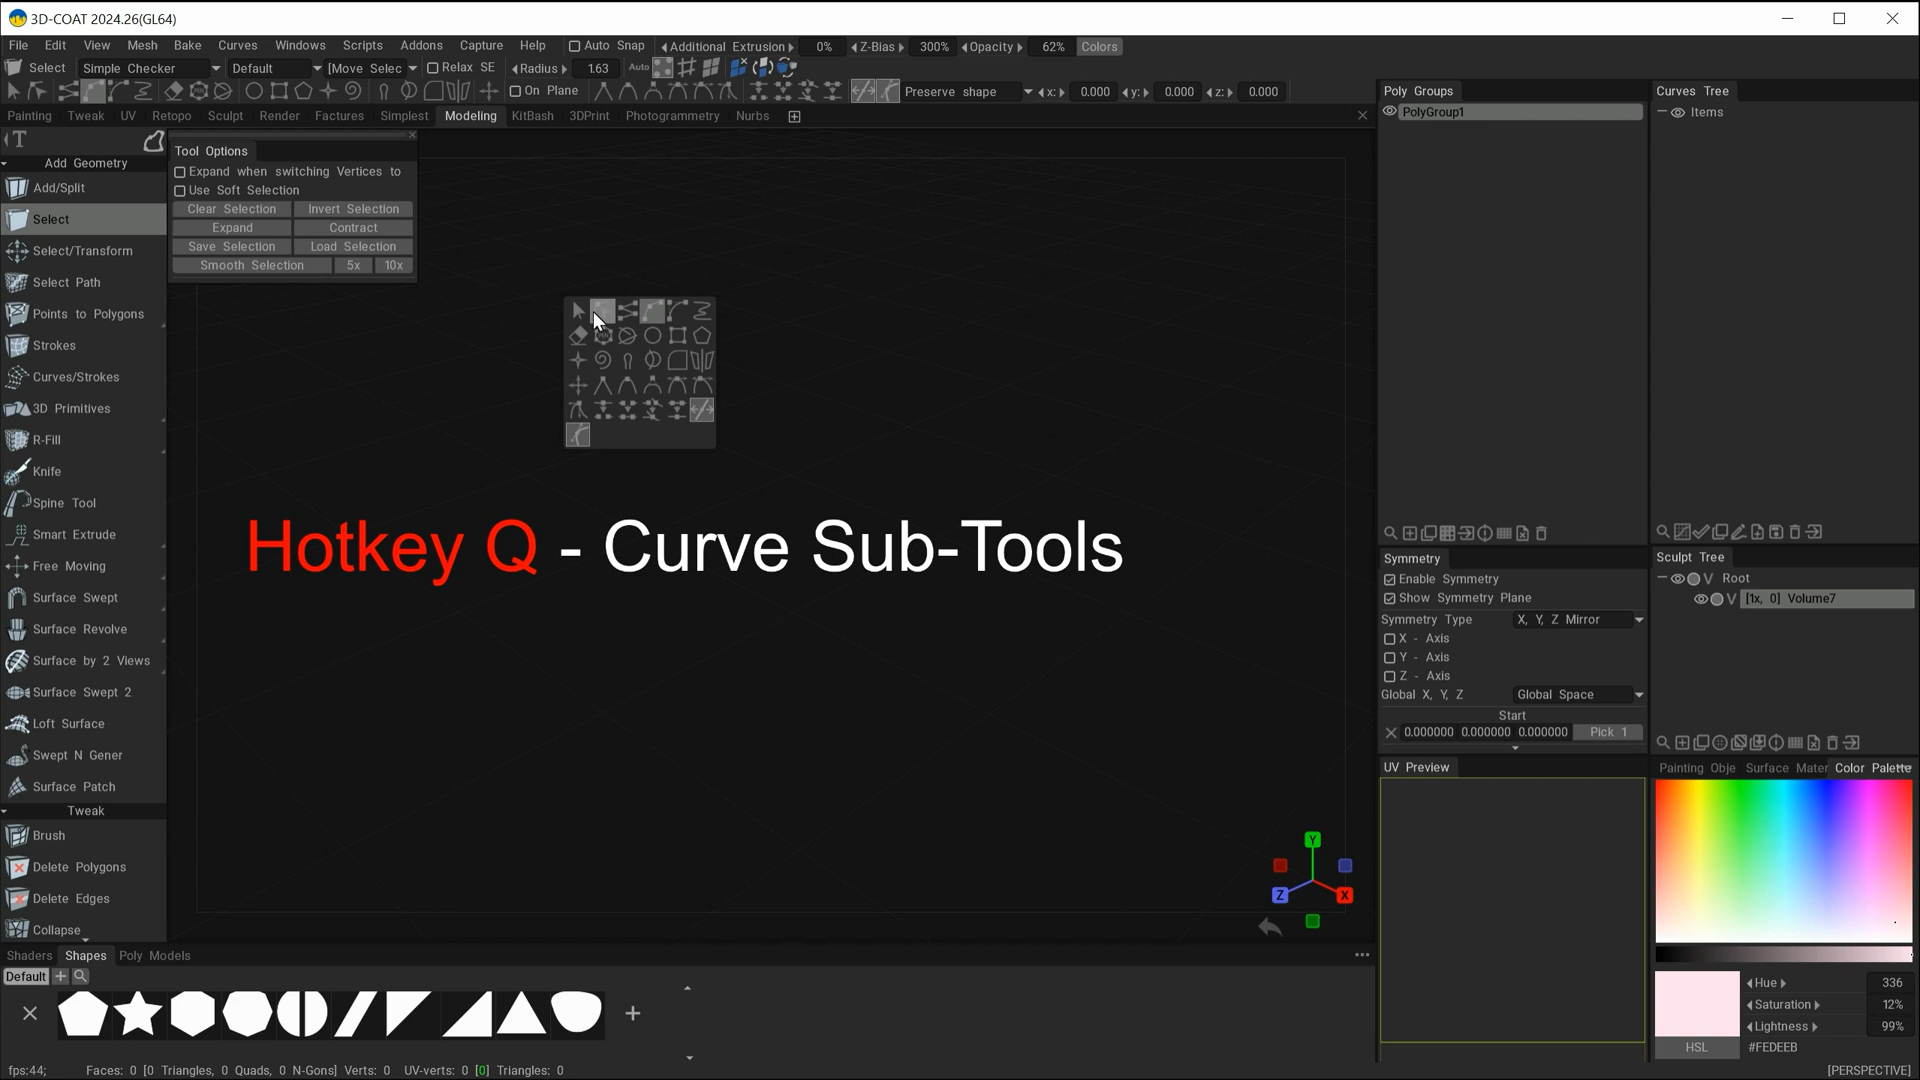 3D-COAT 2024.26(GL64)
File Edit View Mesh Bake Curves Windows Scripts Addons Capture Help Auto Snap Additional Extrusion 0% Z-Bias 300% Opacity 62% Colors
Select Simple Checker Default [Move Selec Relax SE Radius 1.63 Auto
On Plane Preserve shape x: 0.000 y: 0.000 z: 0.000
Painting Tweak UV Retopo Sculpt Render Factures Simplest Modeling KitBash 3DPrint Photogrammetry Nurbs
T
Add Geometry
Add/Split
Select
Select/Transform
Select Path
Points to Polygons
Strokes
Curves/Strokes
3D Primitives
R-Fill
Knife
Spine Tool
Smart Extrude
Free Moving
Surface Swept
Surface Revolve
Surface by 2 Views
Surface Swept 2
Loft Surface
Swept N Gener
Surface Patch
Tweak
Brush
Delete Polygons
Delete Edges
Collapse
Tool Options
Expand when switching Vertices to
Use Soft Selection
Clear Selection Invert Selection
Expand Contract
Save Selection Load Selection
Smooth Selection 5x 10x
Hotkey Q - Curve Sub-Tools
Y
Z X
Poly Groups
PolyGroup1
Curves Tree
Items
Symmetry
Enable Symmetry
Show Symmetry Plane
Symmetry Type X, Y, Z Mirror
X - Axis
Y - Axis
Z - Axis
Global X, Y, Z Global Space
Start
0.000000 0.000000 0.000000 Pick 1
Sculpt Tree
V Root
V [1x, 0] Volume7
UV Preview
Painting Obje Surface Mater Color Palette
Hue 336
Saturation 12%
Lightness 99%
HSL #FEDEEB
Shaders Shapes Poly Models
Default
fps:44; Faces: 0 [0 Triangles, 0 Quads, 0 N-Gons] Verts: 0 UV-verts: 0 [0] Triangles: 0
[PERSPECTIVE]